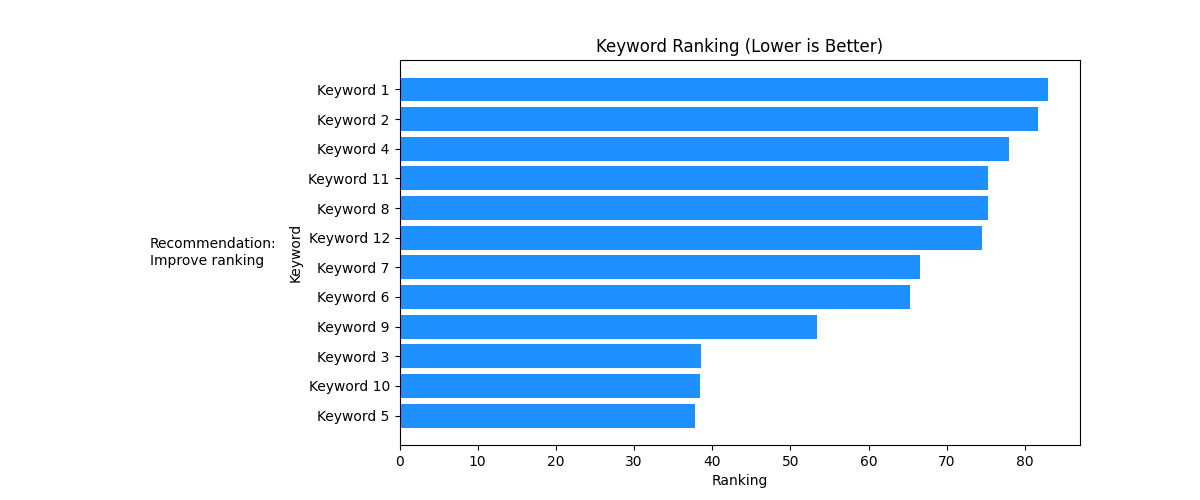 Keyword Ranking (Lower is Better)
Keyword 1
Keyword 2
Keyword 4
Keyword 11
Keyword 8
Keyword 12
Keyword 7
Keyword 6
Keyword 9
Keyword 3
Keyword 10
Keyword 5
Keyword
Recommendation:
Improve ranking
0 10 20 30 40 50 60 70 80
Ranking